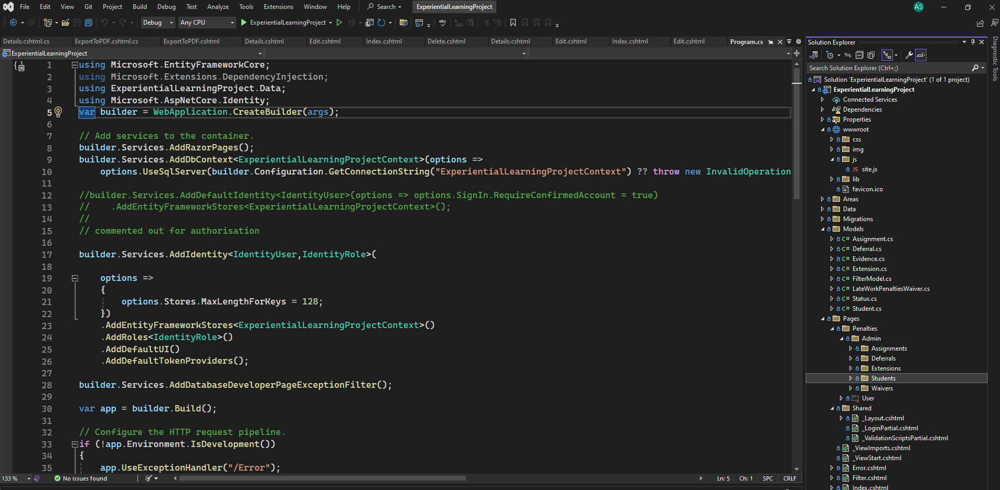 File Edit View Git Project Build Debug Test Analyze Tools Extensions Window Help Search ExperientialLearningProject AS
Debug Any CPU ExperientialLearningProject abc
Details.cshtml.cs ExportToPDF.cshtml.cs ExportToPDF.cshtml Details.cshtml Edit.cshtml Index.cshtml Delete.cshtml Details.cshtml Edit.cshtml Index.cshtml Edit.cshtml Program.cs
ExperientialLearningProject
1 using Microsoft.EntityFrameworkCore;
2 using Microsoft.Extensions.DependencyInjection;
3 using ExperientialLearningProject.Data;
4 using Microsoft.AspNetCore.Identity;
5 var builder = WebApplication.CreateBuilder(args);
6
7 // Add services to the container.
8 builder.Services.AddRazorPages();
9 builder.Services.AddDbContext<ExperientialLearningProjectContext>(options =>
10 options.UseSqlServer(builder.Configuration.GetConnectionString("ExperientialLearningProjectContext") ?? throw new InvalidOperation
11
12 //builder.Services.AddDefaultIdentity<IdentityUser>(options => options.SignIn.RequireConfirmedAccount = true)
13 // .AddEntityFrameworkStores<ExperientialLearningProjectContext>();
14 //
15 // commented out for authorisation
16
17 builder.Services.AddIdentity<IdentityUser,IdentityRole>(
18
19 options =>
20 {
21 options.Stores.MaxLengthForKeys = 128;
22 })
23 .AddEntityFrameworkStores<ExperientialLearningProjectContext>()
24 .AddRoles<IdentityRole>()
25 .AddDefaultUI()
26 .AddDefaultTokenProviders();
27
28 builder.Services.AddDatabaseDeveloperPageExceptionFilter();
29
30 var app = builder.Build();
31
32 // Configure the HTTP request pipeline.
33 if (!app.Environment.IsDevelopment())
34 {
35 app.UseExceptionHandler("/Error");
133 % No issues found Ln: 5 Ch: 1 SPC CRLF
Solution Explorer
Search Solution Explorer (Ctrl+;)
Solution 'ExperientialLearningProject' (1 of 1 project)
ExperientialLearningProject
Connected Services
Dependencies
Properties
wwwroot
css
img
js
JS site.js
lib
favicon.ico
Areas
Data
Migrations
Models
C# Assignment.cs
C# Deferral.cs
C# Evidence.cs
C# Extension.cs
C# FilterModel.cs
C# LateWorkPenaltiesWaiver.cs
C# Status.cs
C# Student.cs
Pages
Penalties
Admin
Assignments
Deferrals
Extensions
Students
Waivers
User
Shared
_Layout.cshtml
_LoginPartial.cshtml
_ValidationScriptsPartial.cshtml
_ViewImports.cshtml
_ViewStart.cshtml
Error.cshtml
Filter.cshtml
Index.cshtml
Diagnostic Tools